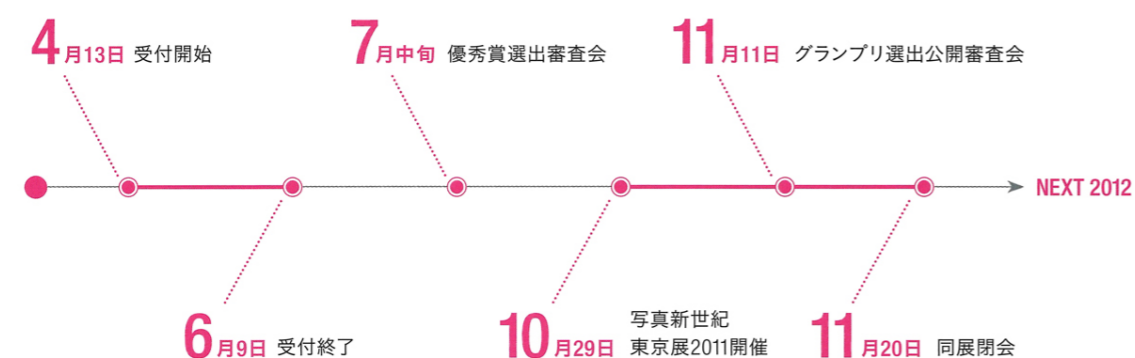 4月13日 受付開始
7月中旬 優秀賞選出審査会
11月11日 グランプリ選出公開審査会
NEXT 2012
6月9日 受付終了
10月29日 写真新世紀
東京展2011開催
11月20日 同展閉会